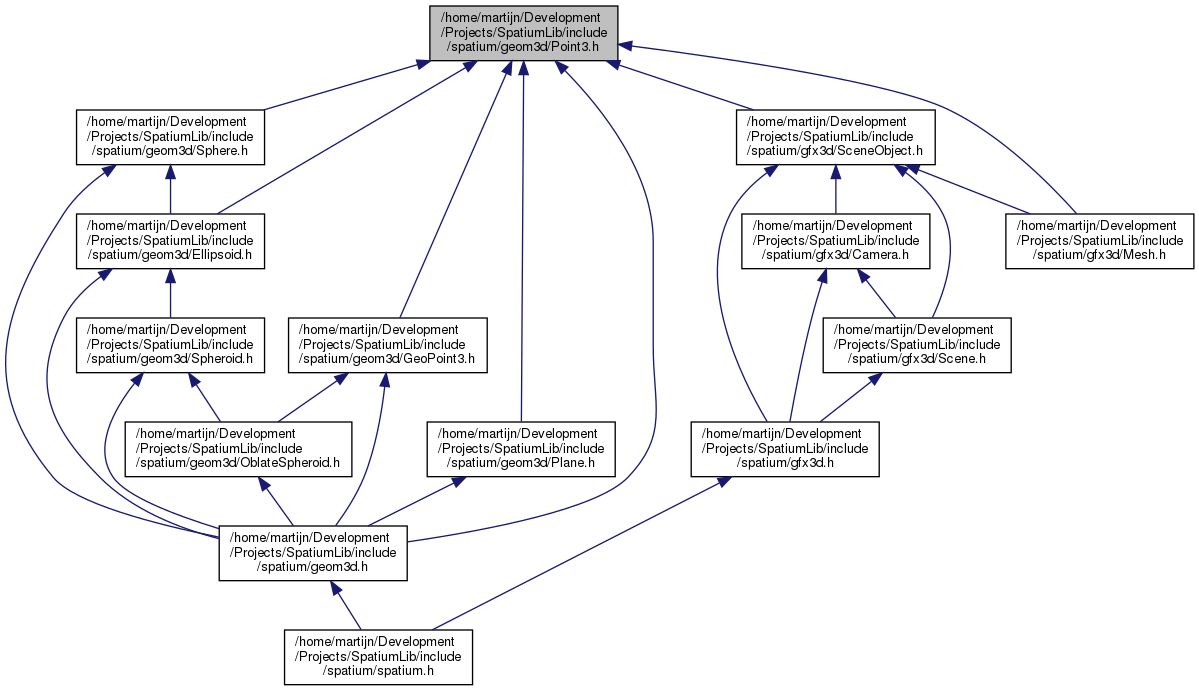 /home/martijn/Development
/Projects/SpatiumLib/include
/spatium/geom3d/Point3.h
/home/martijn/Development
/Projects/SpatiumLib/include
/spatium/geom3d/Sphere.h
/home/martijn/Development
/Projects/SpatiumLib/include
/spatium/gfx3d/SceneObject.h
/home/martijn/Development
/Projects/SpatiumLib/include
/spatium/geom3d/Ellipsoid.h
/home/martijn/Development
/Projects/SpatiumLib/include
/spatium/gfx3d/Camera.h
/home/martijn/Development
/Projects/SpatiumLib/include
/spatium/gfx3d/Mesh.h
/home/martijn/Development
/Projects/SpatiumLib/include
/spatium/geom3d/Spheroid.h
/home/martijn/Development
/Projects/SpatiumLib/include
/spatium/geom3d/GeoPoint3.h
/home/martijn/Development
/Projects/SpatiumLib/include
/spatium/gfx3d/Scene.h
/home/martijn/Development
/Projects/SpatiumLib/include
/spatium/geom3d/OblateSpheroid.h
/home/martijn/Development
/Projects/SpatiumLib/include
/spatium/geom3d/Plane.h
/home/martijn/Development
/Projects/SpatiumLib/include
/spatium/gfx3d.h
/home/martijn/Development
/Projects/SpatiumLib/include
/spatium/geom3d.h
/home/martijn/Development
/Projects/SpatiumLib/include
/spatium/spatium.h